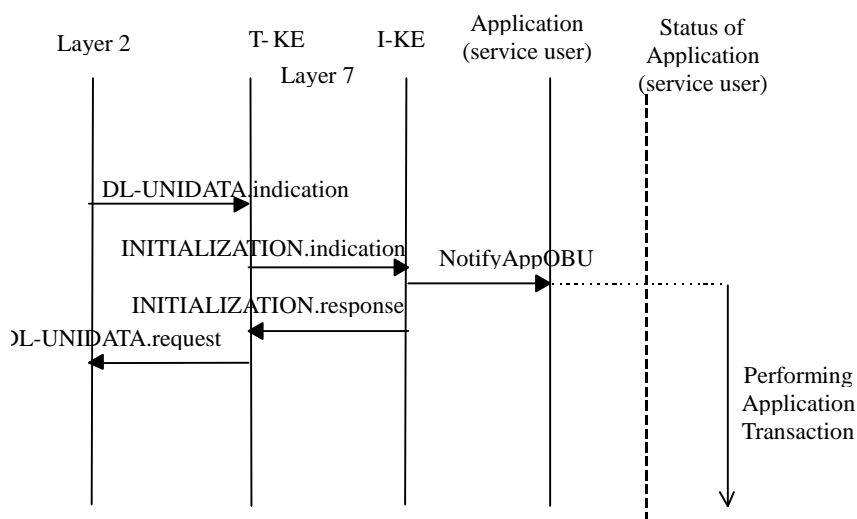 Layer 2
T- KE
I-KE
Application
(service user)
Status of
Application
(service user)
Layer 7
DL-UNIDATA.indication
INITIALIZATION.indication
NotifyAppOBU
INITIALIZATION.response
DL-UNIDATA.request
Performing
Application
Transaction